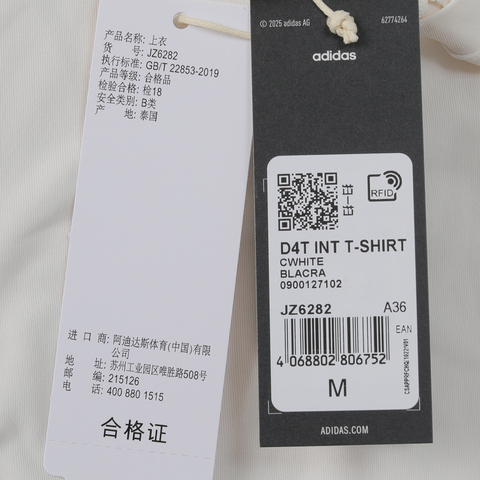 产品名称: 上衣
货 号: JZ6282
执行标准: GB/T 22853-2019
产品等级: 合格品
检验合格: 检18
安全类别: B类
产 地: 泰国
进 口 商: 阿迪达斯体育(中国)有限
公司
地 址: 苏州工业园区唯胜路508号
邮 编: 215126
电 话: 400 880 1515
合格证
© 2025 adidas AG
62774264
adidas
RFID
D4T INT T-SHIRT
CWHITE
BLACRA
0900127102
JZ6282
A36
EAN
4 068802 806752
M
ADIDAS.COM